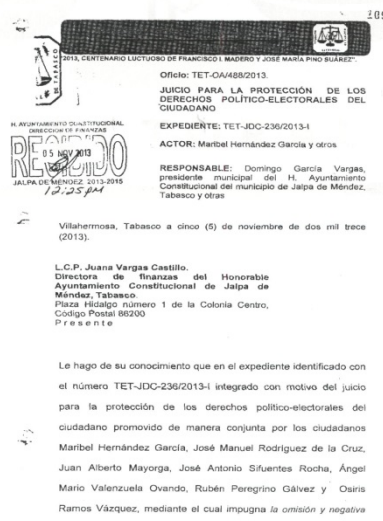 "2013, CENTENARIO LUCTUOSO DE FRANCISCO I. MADERO Y JOSÉ MARÍA PINO SUÁREZ".
Oficio: TET-OA/488/2013.
JUICIO PARA LA PROTECCIÓN DE LOS
DERECHOS POLÍTICO-ELECTORALES DEL
CIUDADANO
H. AYUNTAMIENTO CONSTITUCIONAL
DIRECCION DE FINANZAS
RECIBIDO
05 NOV 2013
JALPA DE MENDEZ 2013-2015
12:25 pm
EXPEDIENTE: TET-JDC-236/2013-I
ACTOR: Maribel Hernández García y otros
RESPONSABLE: Domingo García Vargas,
presidente municipal del H. Ayuntamiento
Constitucional del municipio de Jalpa de Méndez,
Tabasco y otras
Villahermosa, Tabasco a cinco (5) de noviembre de dos mil trece
(2013).
L.C.P. Juana Vargas Castillo.
Directora de finanzas del Honorable
Ayuntamiento Constitucional de Jalpa de
Méndez, Tabasco.
Plaza Hidalgo número 1 de la Colonia Centro,
Código Postal 86200
P r e s e n t e
Le hago de su conocimiento que en el expediente identificado con
el número TET-JDC-236/2013-I integrado con motivo del juicio
para la protección de los derechos político-electorales del
ciudadano promovido de manera conjunta por los ciudadanos
Maribel Hernández García, José Manuel Rodríguez de la Cruz,
Juan Alberto Mayorga, José Antonio Sifuentes Rocha, Ángel
Mario Valenzuela Ovando, Rubén Peregrino Gálvez y Osiris
Ramos Vázquez, mediante el cual impugna la omisión y negativa